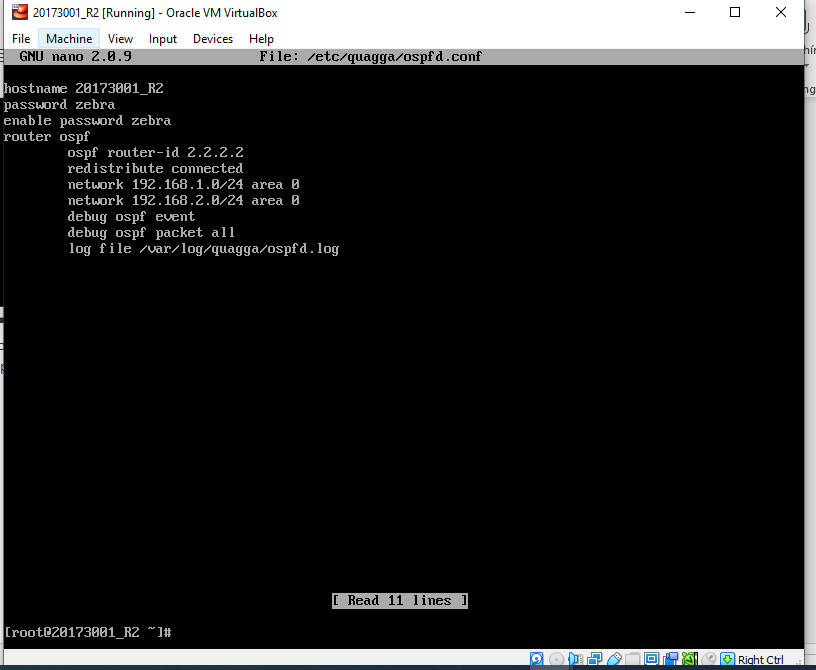 20173001_R2 [Running] - Oracle VM VirtualBox
File Machine View Input Devices Help
GNU nano 2.0.9 File: /etc/quagga/ospfd.conf
hostname 20173001_R2
password zebra
enable password zebra
router ospf
ospf router-id 2.2.2.2
redistribute connected
network 192.168.1.0/24 area 0
network 192.168.2.0/24 area 0
debug ospf event
debug ospf packet all
log file /var/log/quagga/ospfd.log
[ Read 11 lines ]
[root@20173001_R2 ~]#
Right Ctrl